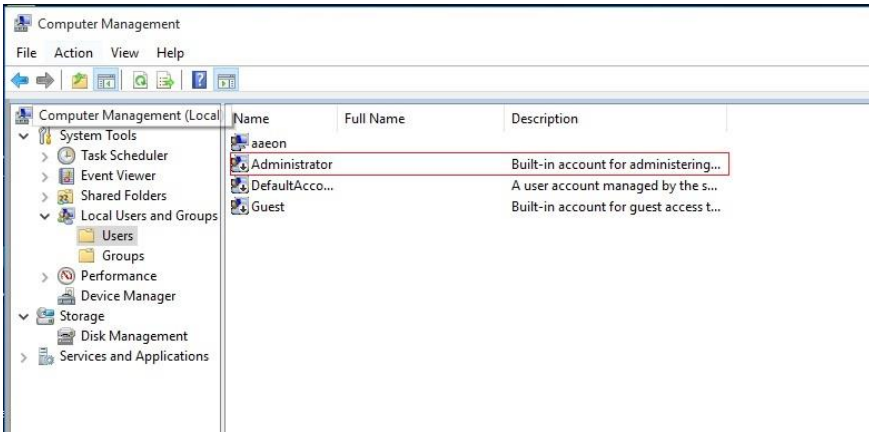 Computer Management
File Action View Help
Computer Management (Local
System Tools
Task Scheduler
Event Viewer
Shared Folders
Local Users and Groups
Users
Groups
Performance
Device Manager
Storage
Disk Management
Services and Applications
Name Full Name Description
aaeon
Administrator Built-in account for administering...
DefaultAcco... A user account managed by the s...
Guest Built-in account for guest access t...